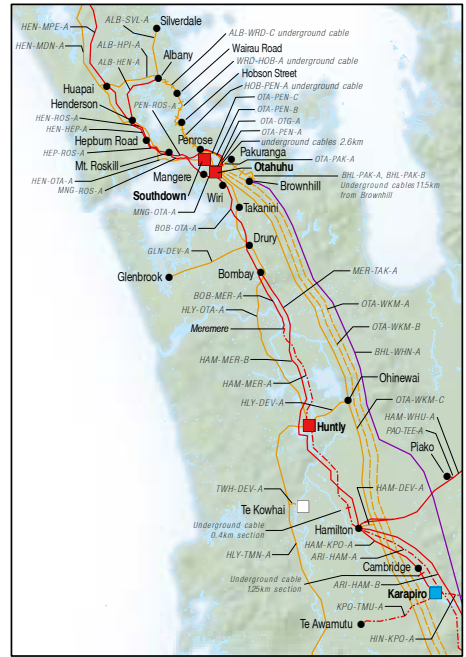 HEN-MPE-A
HEN-MDN-A
ALB-SVL-A
Silverdale
ALB-HPI-A
ALB-WRD-C underground cable
Albany
Wairau Road
ALB-HEN-A
WRD-HOB-A underground cable
Hobson Street
Huapai
HOB-PEN-A underground cable
PEN-ROS-A
Henderson
OTA-PEN-C
OTA-PEN-B
HEN-ROS-A
OTA-OTG-A
HEN-HEP-A
OTA-PEN-A
Hepburn Road
Penrose
underground cables 2.6km
HEP-ROS-A
Pakuranga
OTA-PAK-A
Mt. Roskill
Otahuhu
Mangere
BHL-PAK-A, BHL-PAK-B
HEN-OTA-A
Brownhill
Underground cables 11.5km
MNG-ROS-A
Southdown
Wiri
from Brownhill
MNG-OTA-A
Takanini
BOB-OTA-A
Drury
GLN-DEV-A
Glenbrook
Bombay
MER-TAK-A
BOB-MER-A
OTA-WKM-A
HLY-OTA-A
Meremere
OTA-WKM-B
BHL-WHN-A
HAM-MER-B
HAM-MER-A
Ohinewai
HLY-DEV-A
OTA-WKM-C
HAM-WHU-A
Huntly
PAO-TEE-A
Piako
TWH-DEV-A
HAM-DEV-A
Te Kowhai
Underground cable
0.4km section
Hamilton
HAM-KPO-A
HLY-TMN-A
ARI-HAM-A
Cambridge
Underground cable
1.25km section
ARI-HAM-B
Karapiro
KPO-TMU-A
Te Awamutu
HIN-KPO-A